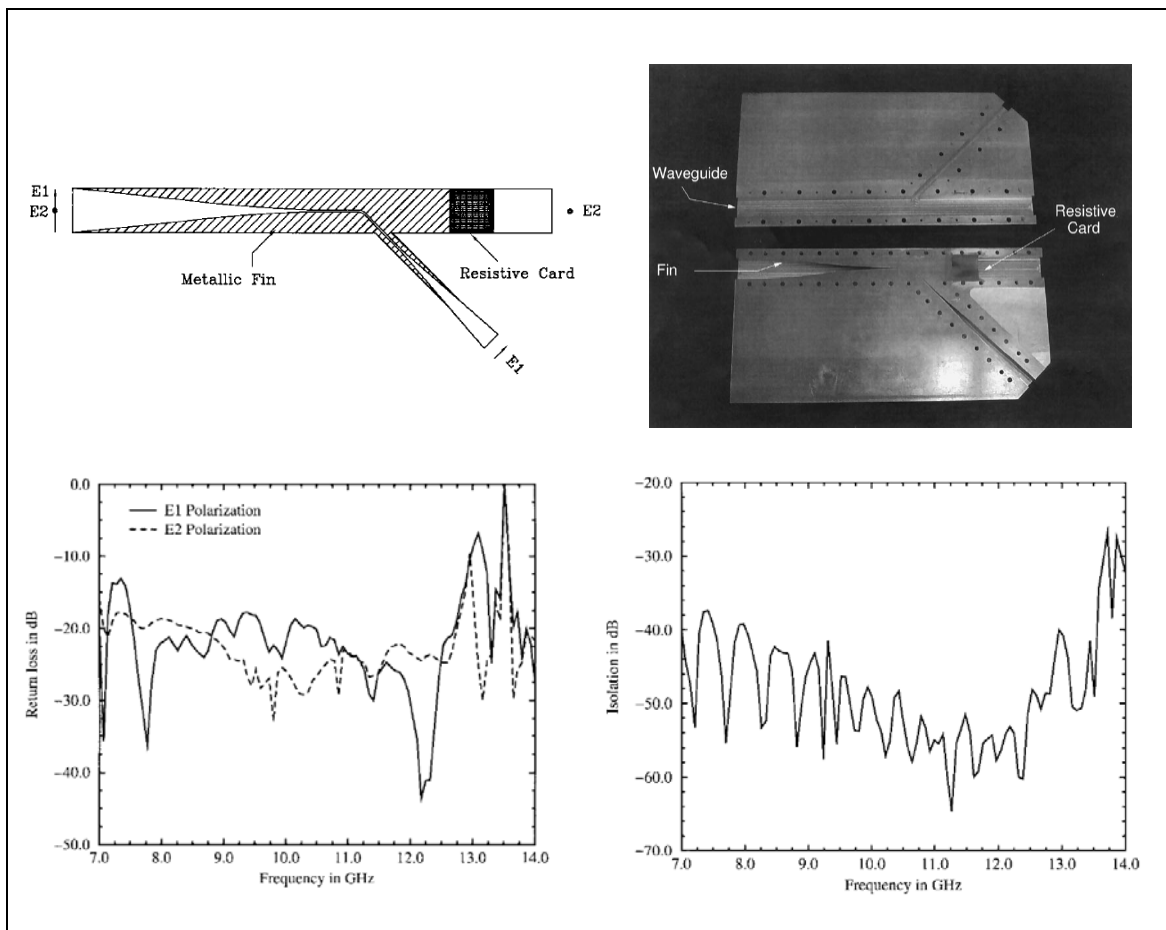 E1
E2
E2
Metallic Fin
Resistive Card
E1
Waveguide
Fin
Resistive
Card
0.0
−10.0
−20.0
−30.0
−40.0
−50.0
Return loss in dB
E1 Polarization
E2 Polarization
7.0 8.0 9.0 10.0 11.0 12.0 13.0 14.0
Frequency in GHz
−20.0
−30.0
−40.0
−50.0
−60.0
−70.0
Isolation in dB
7.0 8.0 9.0 10.0 11.0 12.0 13.0 14.0
Frequency in GHz